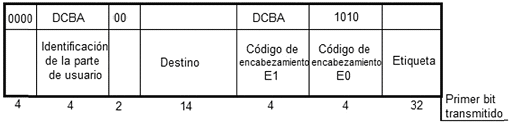 0000 DCBA 00 DCBA 1010
Identificación
de la parte
de usuario
Destino
Código de
encabezamiento
E1
Código de
encabezamiento
E0
Etiqueta
4 4 2 14 4 4 32
Primer bit
transmitido